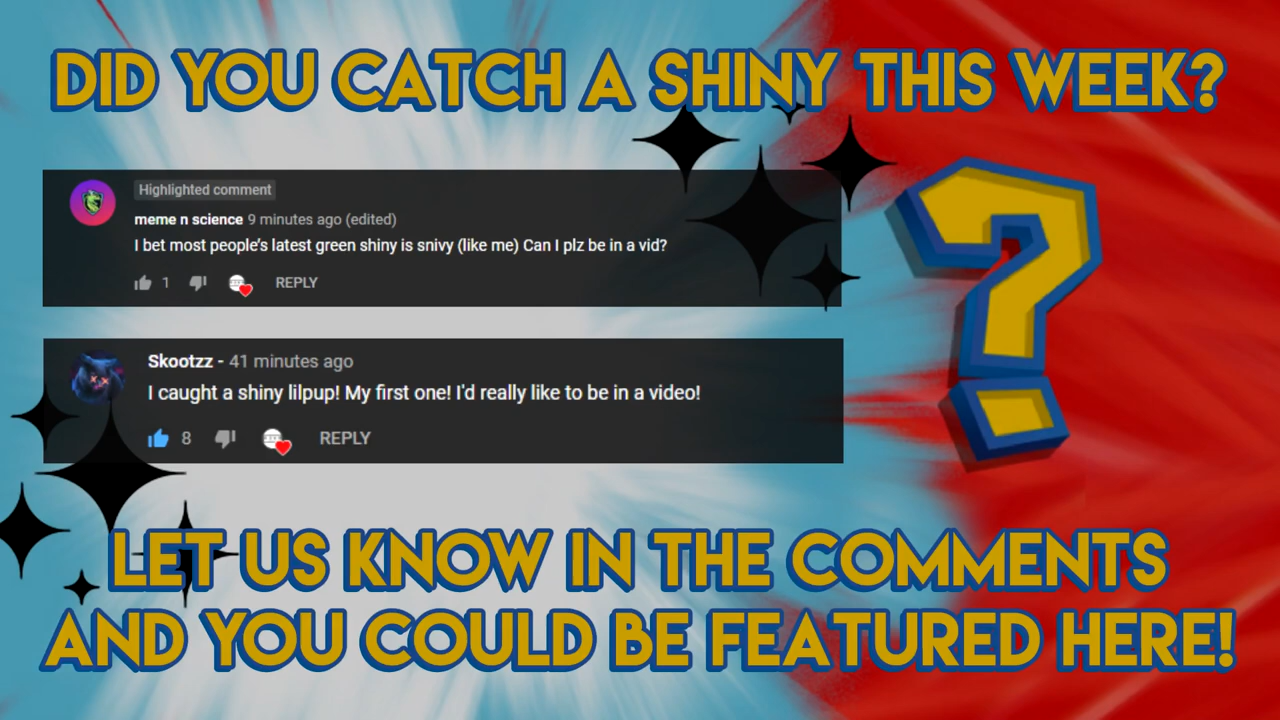 DID YOU CATCH A SHINY THIS WEEK?
Highlighted comment
meme n science 9 minutes ago (edited)
I bet most people's latest green shiny is snivy (like me) Can I plz be in a vid?
1 REPLY
Skootzz - 41 minutes ago
I caught a shiny lilpup! My first one! I'd really like to be in a video!
8 REPLY
?
LET US KNOW IN THE COMMENTS
AND YOU COULD BE FEATURED HERE!